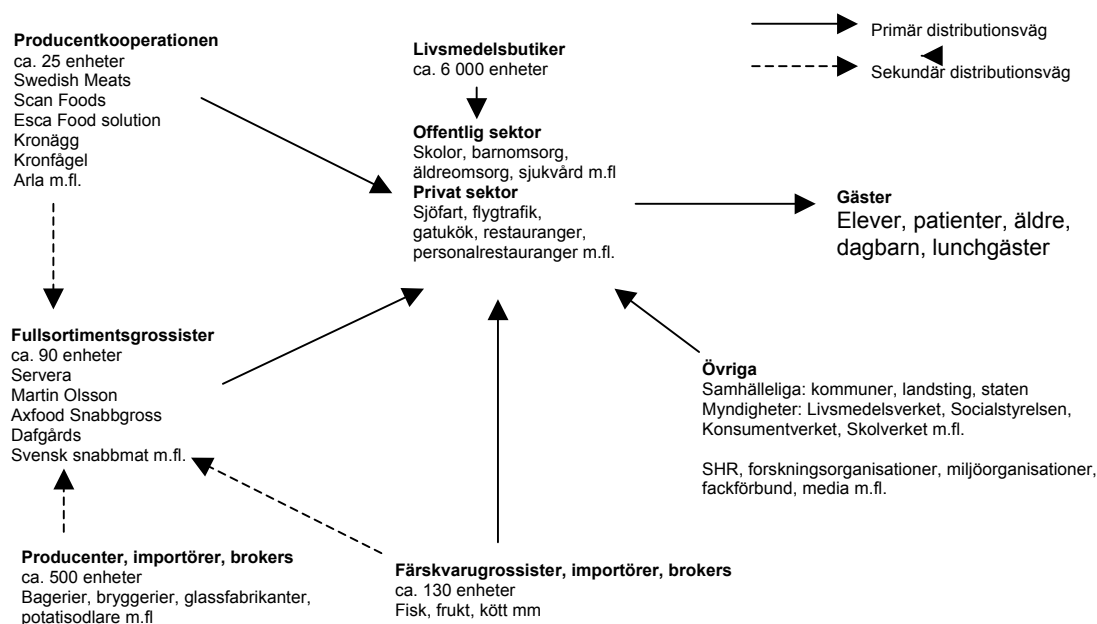 Producentkooperationen
ca. 25 enheter
Swedish Meats
Scan Foods
Esca Food solution
Kronägg
Kronfågel
Arla m.fl.
Livsmedelsbutiker
ca. 6 000 enheter
Primär distributionsväg
Sekundär distributionsväg
Offentlig sektor
Skolor, barnomsorg,
äldreomsorg, sjukvård m.fl
Privat sektor
Sjöfart, flygtrafik,
gatukök, restauranger,
personalrestauranger m.fl.
Gäster
Elever, patienter, äldre,
dagbarn, lunchgäster
Fullsortimentsgrossister
ca. 90 enheter
Servera
Martin Olsson
Axfood Snabbgross
Dafgårds
Svensk snabbmat m.fl.
Övriga
Samhälleliga: kommuner, landsting, staten
Myndigheter: Livsmedelsverket, Socialstyrelsen,
Konsumentverket, Skolverket m.fl.
SHR, forskningsorganisationer, miljöorganisationer,
fackförbund, media m.fl.
Producenter, importörer, brokers
ca. 500 enheter
Bagerier, bryggerier, glassfabrikanter,
potatisodlare m.fl
Färskvarugrossister, importörer, brokers
ca. 130 enheter
Fisk, frukt, kött mm